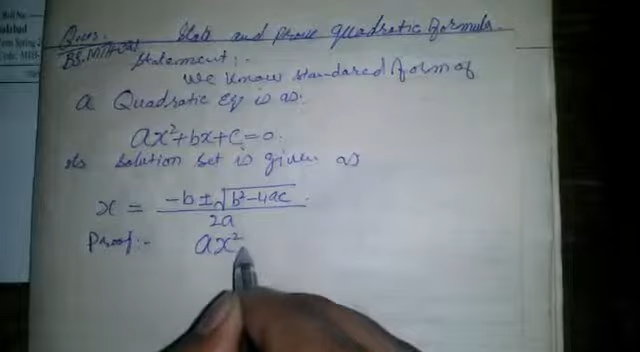 Ques. State and prove quadratic formula.
Statement:-
We know standard form of
a Quadratic Eq is as:
ax²+bx+c=0.
Its solution set is given as
x = -b±√b²-4ac / 2a
Proof:- ax²